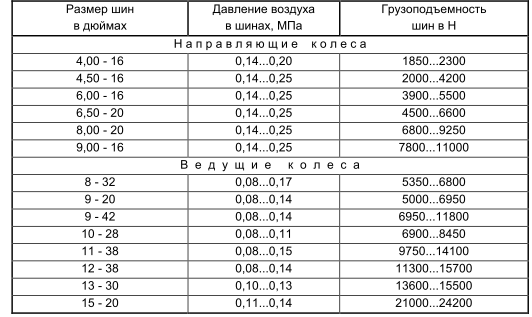 Размер шин Давление воздуха Грузоподъемность
в дюймах в шинах, МПа шин в Н
Направляющие колеса
4,00 - 16 0,14...0,20 1850...2300
4,50 - 16 0,14...0,25 2000...4200
6,00 - 16 0,14...0,25 3900...5500
6,50 - 20 0,14...0,25 4500...6600
8,00 - 20 0,14...0,25 6800...9250
9,00 - 16 0,14...0,25 7800...11000
Ведущие колеса
8 - 32 0,08...0,17 5350...6800
9 - 20 0,08...0,14 5000...6950
9 - 42 0,08...0,14 6950...11800
10 - 28 0,08...0,11 6900...8450
11 - 38 0,08...0,15 9750...14100
12 - 38 0,08...0,14 11300...15700
13 - 30 0,10...0,13 13600...15500
15 - 20 0,11...0,14 21000...24200